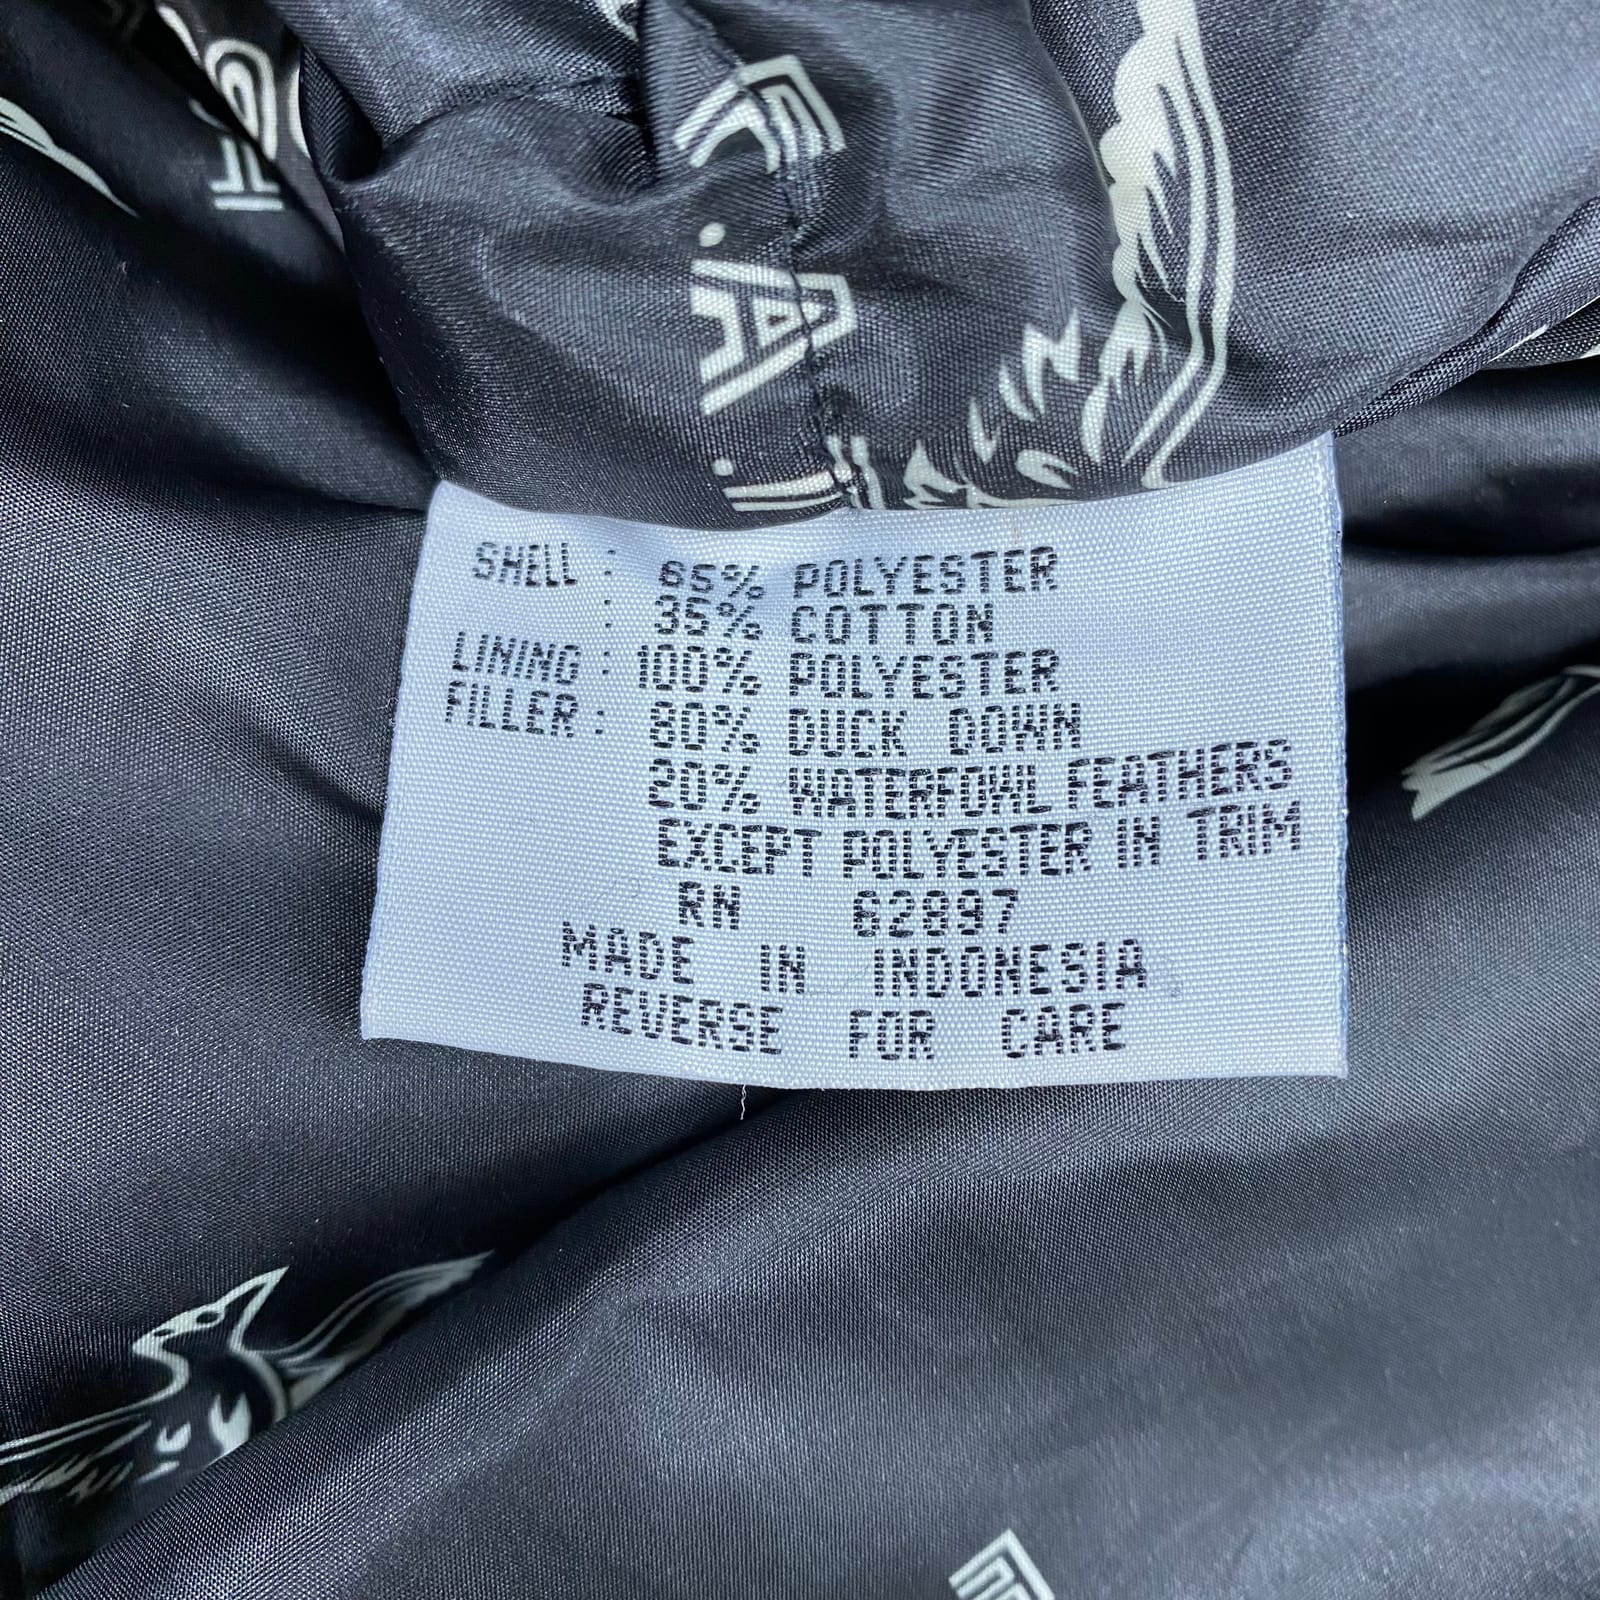 F
.A.
SHELL : 65% POLYESTER
: 35% COTTON
LINING : 100% POLYESTER
FILLER : 80% DUCK DOWN
20% WATERFOWL FEATHERS
EXCEPT POLYESTER IN TRIM
RN 62897
MADE IN INDONESIA
REVERSE FOR CARE